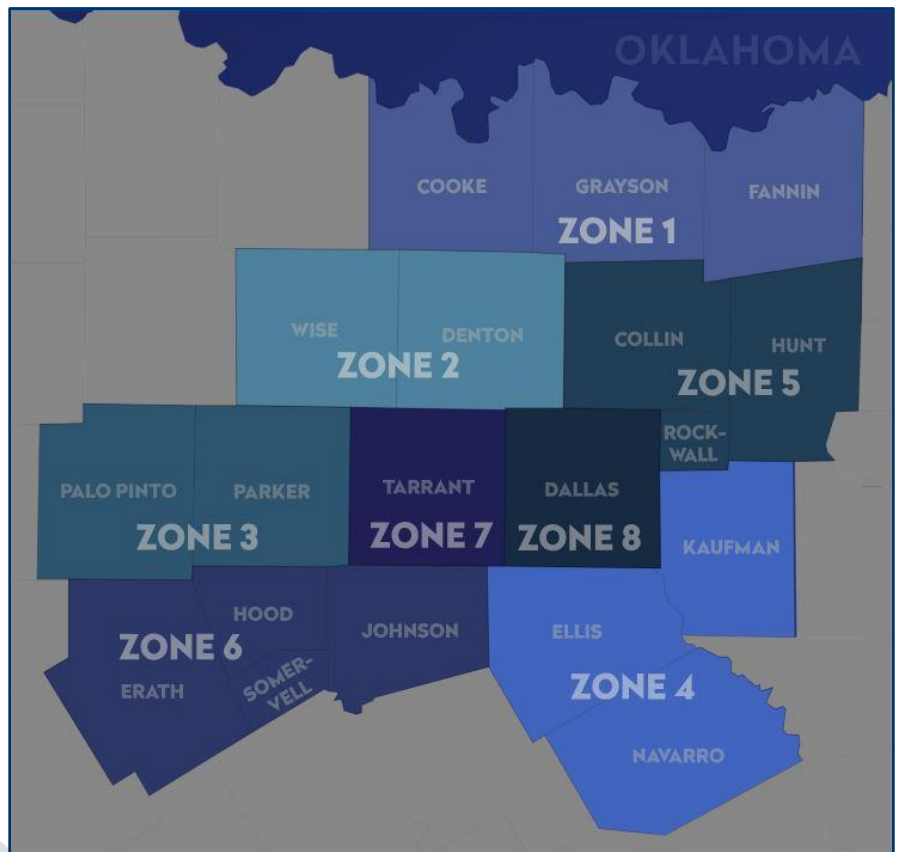 OKLAHOMA
COOKE
GRAYSON
FANNIN
ZONE 1
WISE
DENTON
ZONE 2
COLLIN
HUNT
ZONE 5
ROCK-
WALL
PALO PINTO
PARKER
ZONE 3
TARRANT
ZONE 7
DALLAS
ZONE 8
KAUFMAN
HOOD
ZONE 6
ERATH
SOMER-
VELL
JOHNSON
ELLIS
ZONE 4
NAVARRO